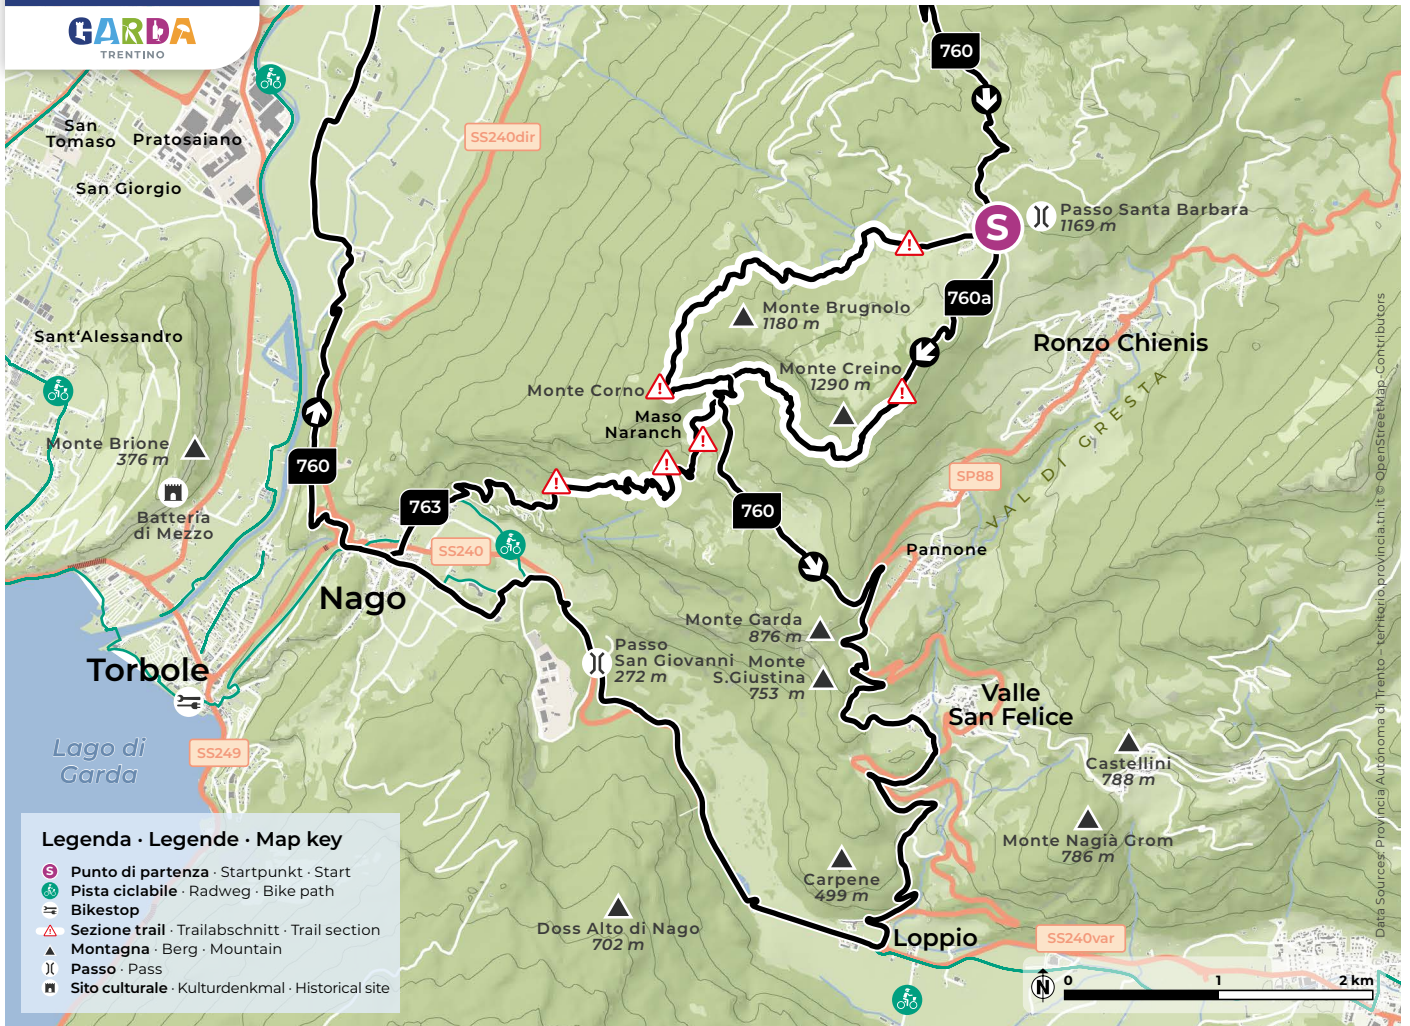 GARDA
TRENTINO
760
San
Tomaso
Pratosaiano
SS240dir
San Giorgio
S
Passo Santa Barbara
1169 m
760a
Monte Brugnolo
1180 m
Sant'Alessandro
Ronzo Chienis
Monte Creino
1290 m
Monte Corno
Maso
Naranch
VAL DI GRESTA
Monte Brione
376 m
760
SP88
Batteria
di Mezzo
763
760
SS240
Pannone
Nago
Monte Garda
876 m
Passo
San Giovanni
272 m
Monte
S.Giustina
753 m
Torbole
Valle
San Felice
Lago di
Garda
SS249
Castellini
788 m
Monte Nagià Grom
786 m
Carpene
499 m
Doss Alto di Nago
702 m
Loppio
SS240var
Legenda · Legende · Map key
S Punto di partenza · Startpunkt · Start
Pista ciclabile · Radweg · Bike path
Bikestop
Sezione trail · Trailabschnitt · Trail section
Montagna · Berg · Mountain
Passo · Pass
Sito culturale · Kulturdenkmal · Historical site
N
0 1 2 km
Data Sources: Provincia Autonoma di Trento – territorio.provincia.tn.it © OpenStreetMap-Contributors